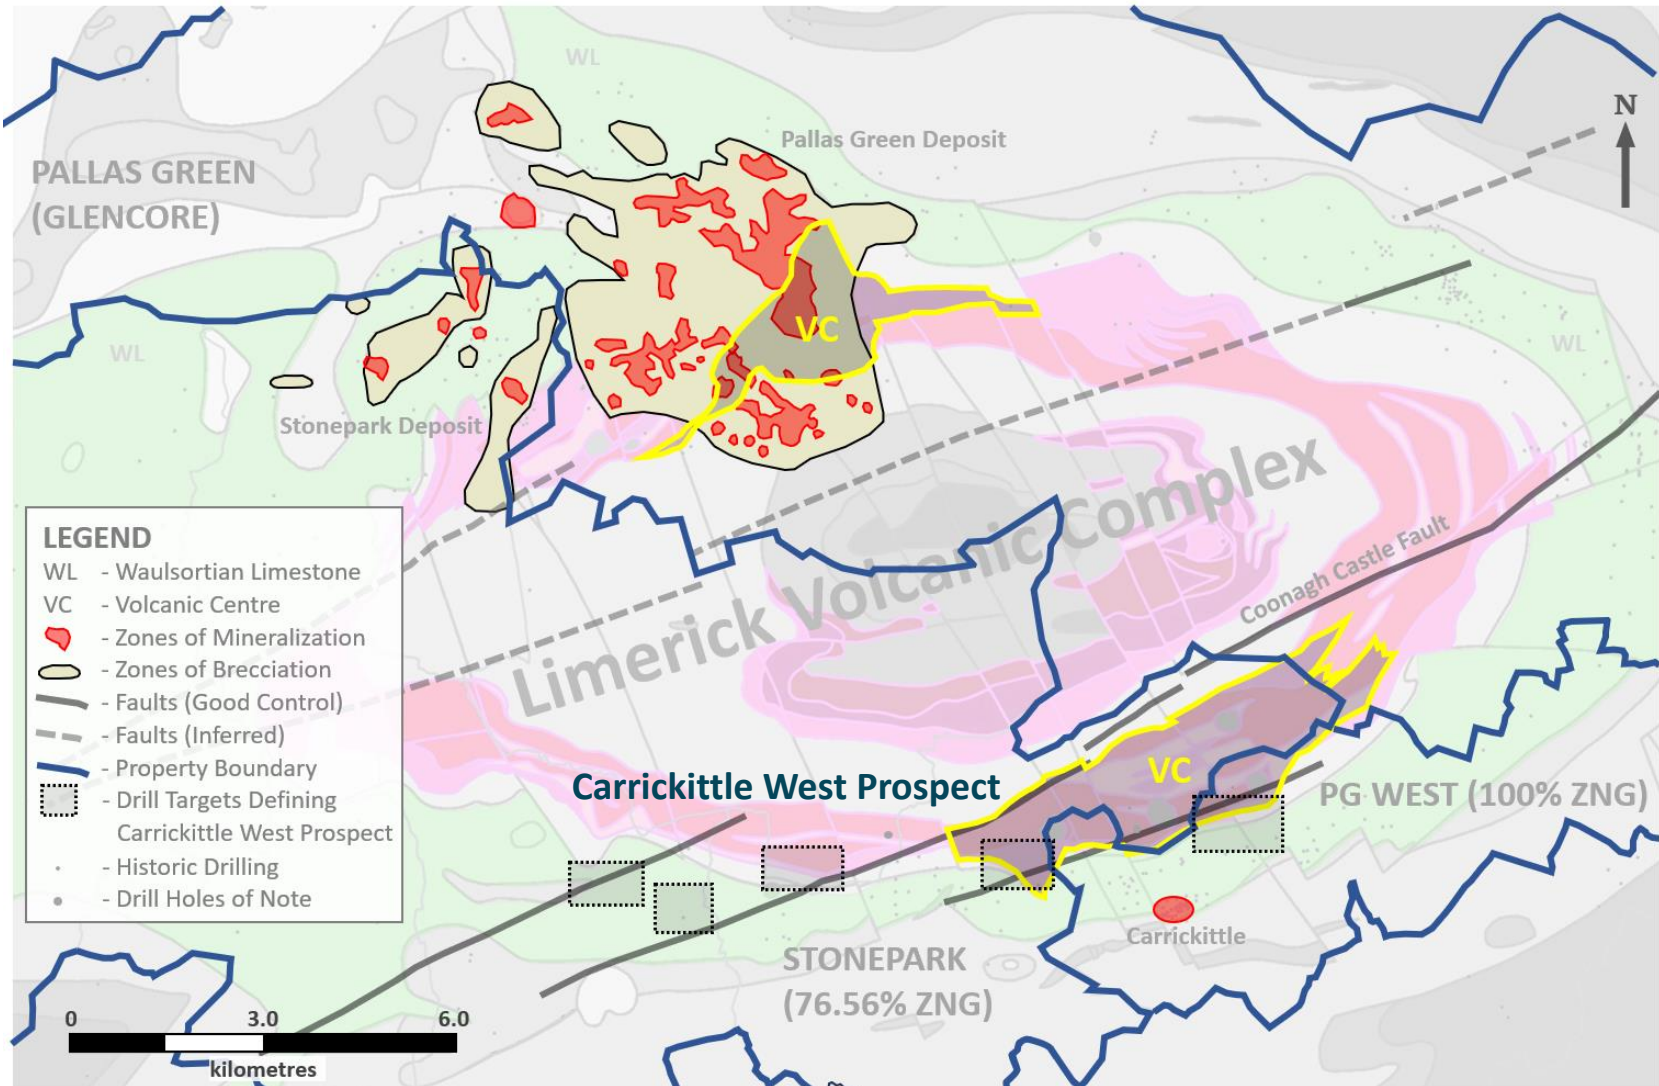 WL
N
Pallas Green Deposit
PALLAS GREEN
(GLENCORE)
VC
WL
WL
Stonepark Deposit
Limerick Volcanic Complex
Coonagh Castle Fault
LEGEND
WL - Waulsortian Limestone
VC - Volcanic Centre
- Zones of Mineralization
- Zones of Brecciation
- Faults (Good Control)
- Faults (Inferred)
- Property Boundary
- Drill Targets Defining
Carrickittle West Prospect
- Historic Drilling
- Drill Holes of Note
Carrickittle West Prospect
VC
PG WEST (100% ZNG)
Carrickittle
STONEPARK
(76.56% ZNG)
0 3.0 6.0
kilometres